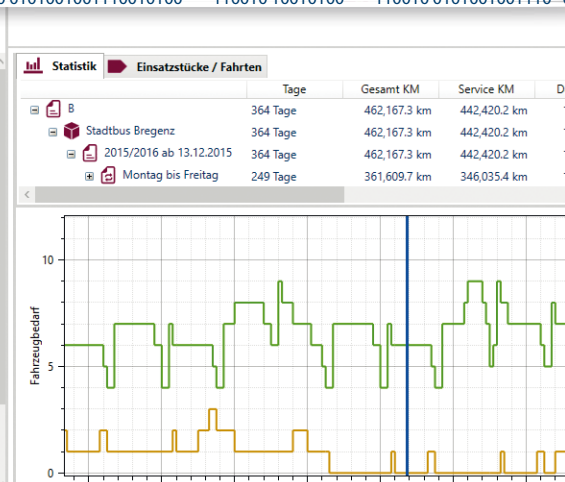 Statistik Einsatzstücke / Fahrten
Tage Gesamt KM Service KM D
B 364 Tage 462,167.3 km 442,420.2 km
Stadtbus Bregenz 364 Tage 462,167.3 km 442,420.2 km
2015/2016 ab 13.12.2015 364 Tage 462,167.3 km 442,420.2 km
Montag bis Freitag 249 Tage 361,609.7 km 346,035.4 km
Fahrzeugbedarf
10
5
0